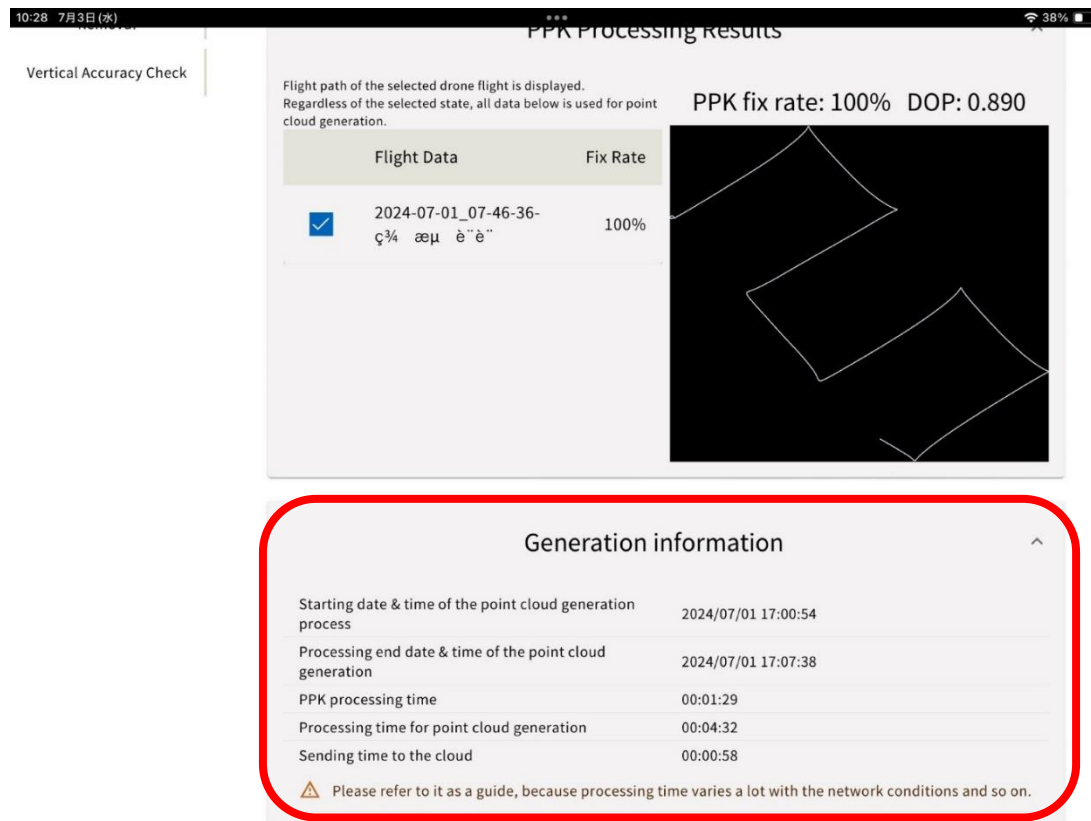 10:28 7月3日(水)
38%
Removal
PPK Processing Results
Vertical Accuracy Check
Flight path of the selected drone flight is displayed.
Regardless of the selected state, all data below is used for point
cloud generation.
PPK fix rate: 100% DOP: 0.890
Flight Data Fix Rate
2024-07-01_07-46-36-
ç¾ æµ è¨è¨
100%
Generation information
Starting date & time of the point cloud generation
process
2024/07/01 17:00:54
Processing end date & time of the point cloud
generation
2024/07/01 17:07:38
PPK processing time 00:01:29
Processing time for point cloud generation 00:04:32
Sending time to the cloud 00:00:58
Please refer to it as a guide, because processing time varies a lot with the network conditions and so on.